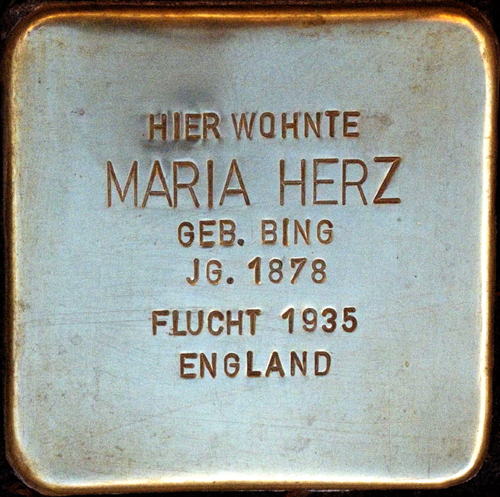 HIER WOHNTE
MARIA HERZ
GEB. BING
JG. 1878
FLUCHT 1935
ENGLAND